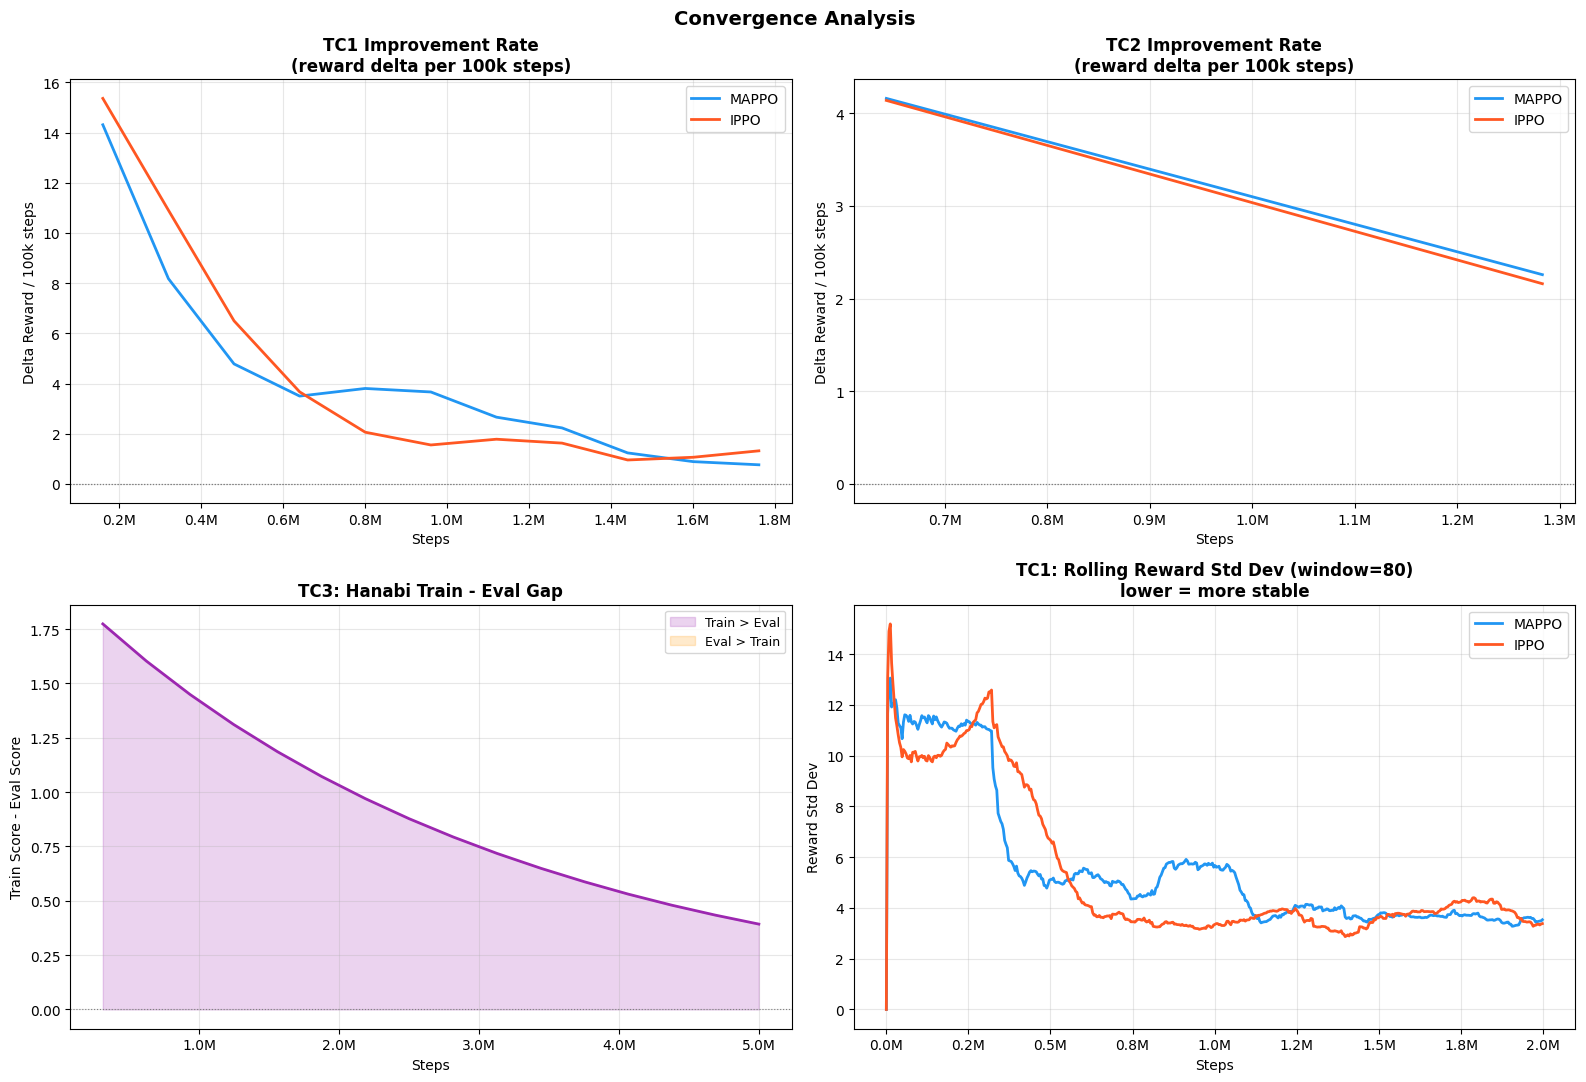 Convergence Analysis
TC1 Improvement Rate
(reward delta per 100k steps)
Delta Reward / 100k steps
16
14
12
10
8
6
4
2
0
MAPPO
IPPO
0.2M 0.4M 0.6M 0.8M 1.0M 1.2M 1.4M 1.6M 1.8M
Steps
TC2 Improvement Rate
(reward delta per 100k steps)
Delta Reward / 100k steps
4
3
2
1
0
MAPPO
IPPO
0.7M 0.8M 0.9M 1.0M 1.1M 1.2M 1.3M
Steps
TC3: Hanabi Train - Eval Gap
Train Score - Eval Score
1.75
1.50
1.25
1.00
0.75
0.50
0.25
0.00
Train > Eval
Eval > Train
1.0M 2.0M 3.0M 4.0M 5.0M
Steps
TC1: Rolling Reward Std Dev (window=80)
lower = more stable
Reward Std Dev
14
12
10
8
6
4
2
0
MAPPO
IPPO
0.0M 0.2M 0.5M 0.8M 1.0M 1.2M 1.5M 1.8M 2.0M
Steps